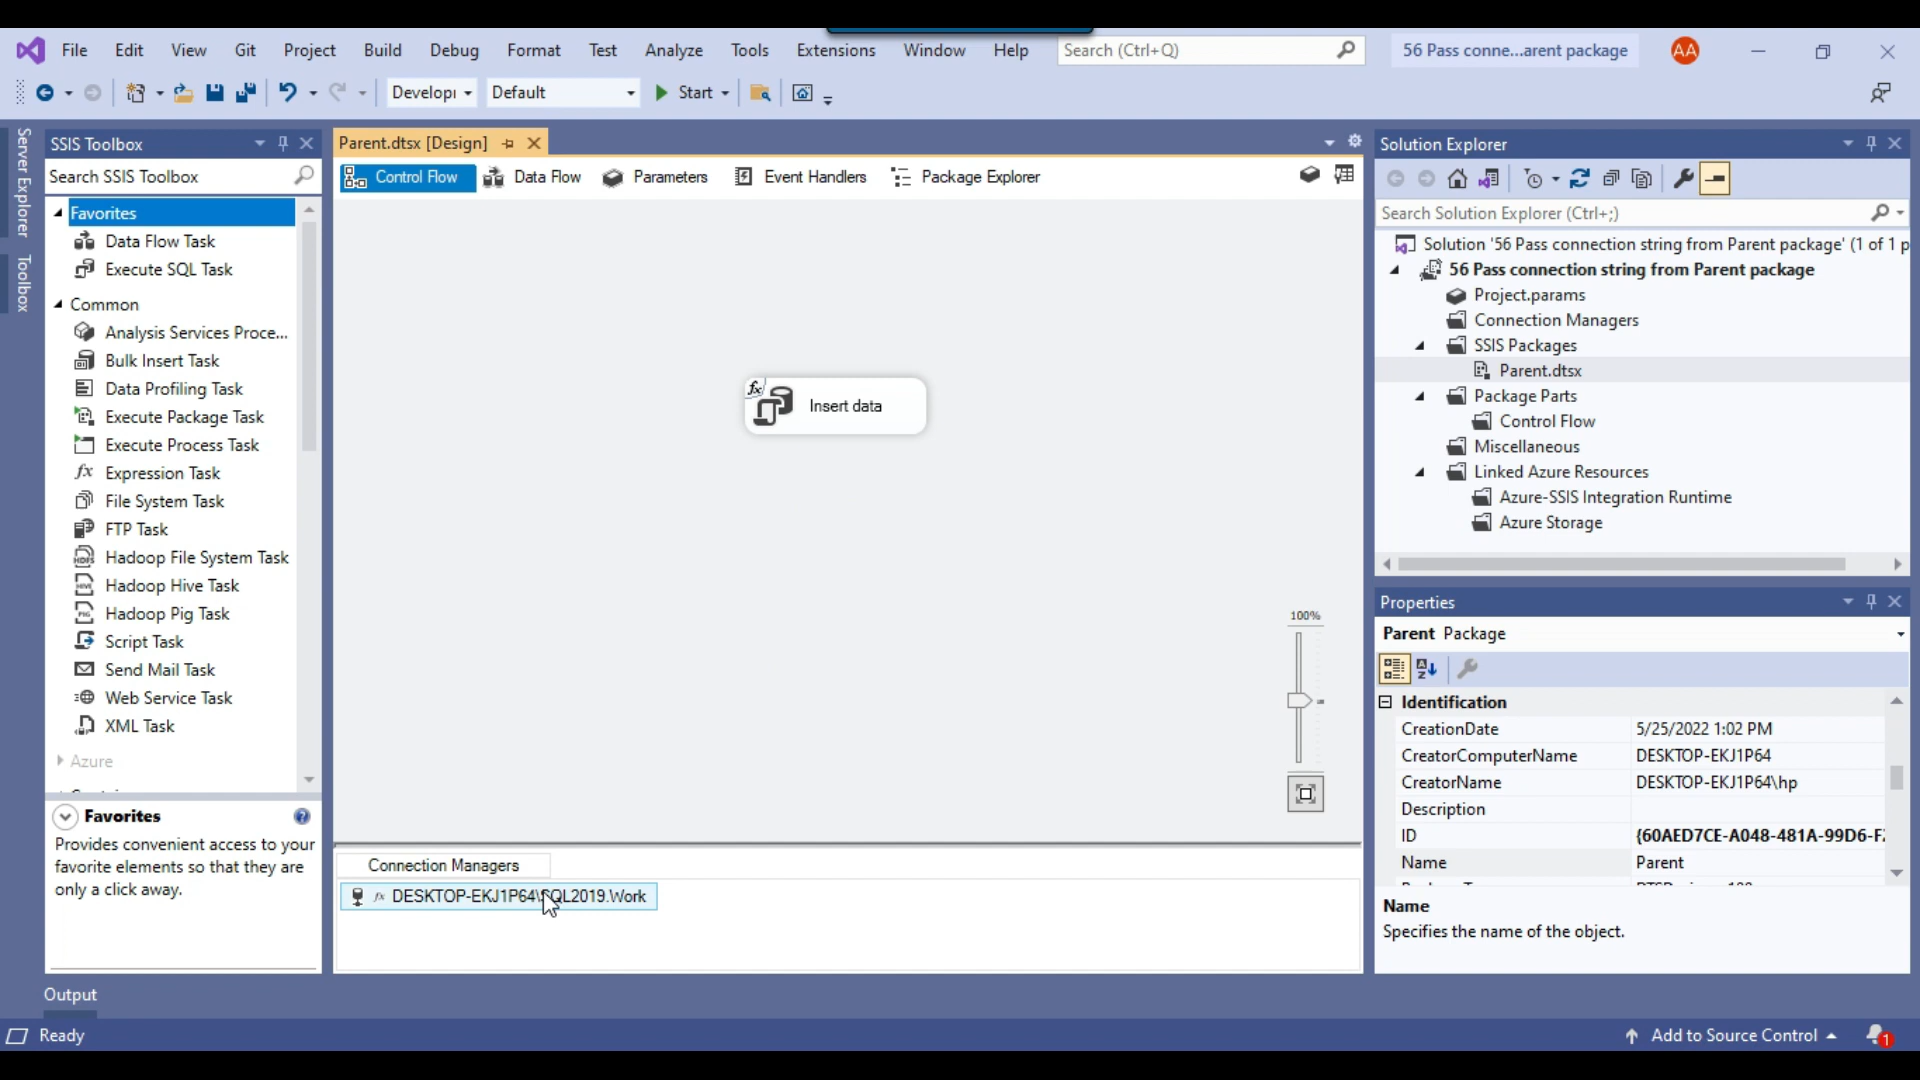 File Edit View Git Project Build Debug Format Test Analyze Tools Extensions Window Help Search (Ctrl+Q) 56 Pass conne...arent package AA
Developi Default Start
Server Explorer
Toolbox
SSIS Toolbox
Search SSIS Toolbox
Favorites
Data Flow Task
Execute SQL Task
Common
Analysis Services Proce...
Bulk Insert Task
Data Profiling Task
Execute Package Task
Execute Process Task
Expression Task
File System Task
FTP Task
Hadoop File System Task
Hadoop Hive Task
Hadoop Pig Task
Script Task
Send Mail Task
Web Service Task
XML Task
Azure
Favorites
Provides convenient access to your
favorite elements so that they are
only a click away.
Parent.dtsx [Design]
Control Flow Data Flow Parameters Event Handlers Package Explorer
fx
Insert data
100%
Connection Managers
fx DESKTOP-EKJ1P64\SQL2019.Work
Solution Explorer
Search Solution Explorer (Ctrl+;)
Solution '56 Pass connection string from Parent package' (1 of 1 p
56 Pass connection string from Parent package
Project.params
Connection Managers
SSIS Packages
Parent.dtsx
Package Parts
Control Flow
Miscellaneous
Linked Azure Resources
Azure-SSIS Integration Runtime
Azure Storage
Properties
Parent Package
Identification
CreationDate 5/25/2022 1:02 PM
CreatorComputerName DESKTOP-EKJ1P64
CreatorName DESKTOP-EKJ1P64\hp
Description
ID {60AED7CE-A048-481A-99D6-F
Name Parent
Name
Specifies the name of the object.
Output
Ready
Add to Source Control
1